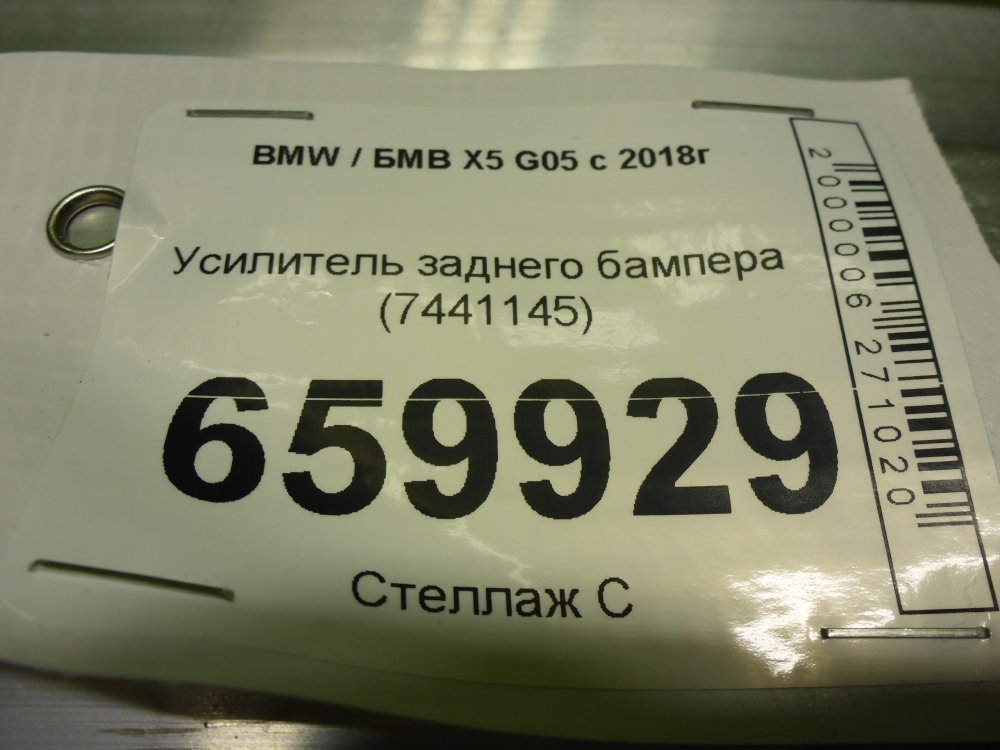 BMW / БМВ X5 G05 с 2018г
Усилитель заднего бампера
(7441145)
659929
Стеллаж С
2000006271020